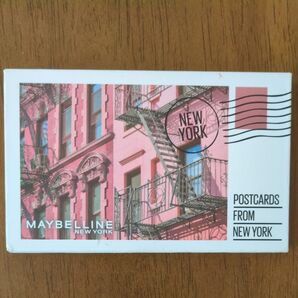 NEW
YORK
MAYBELLINE
NEW YORK
POSTCARDS
FROM
NEW YORK